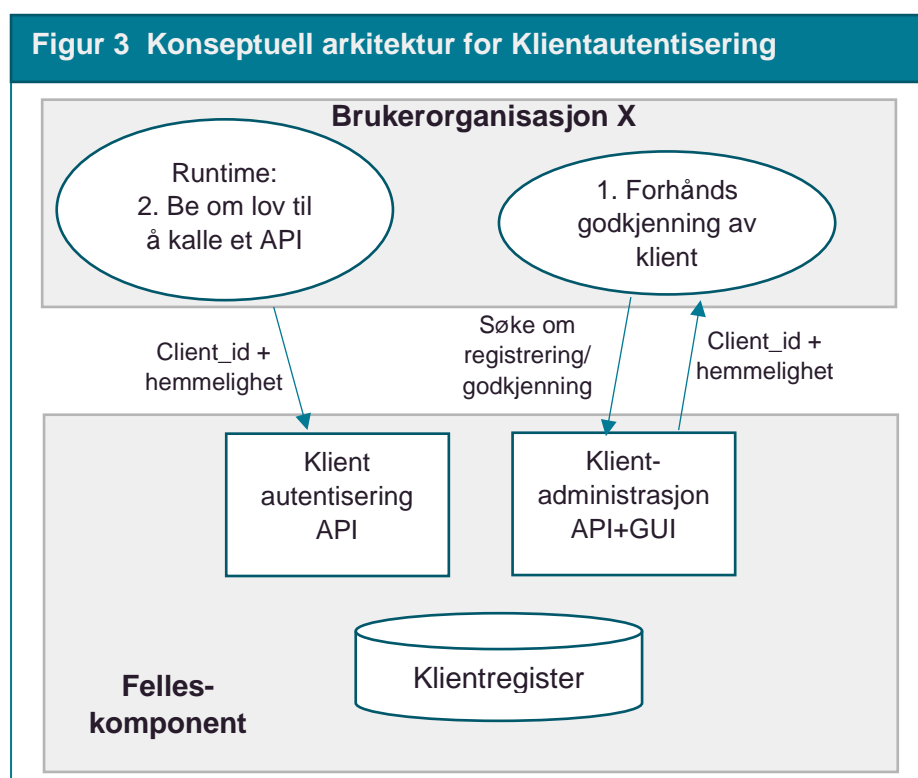 Figur 3 Konseptuell arkitektur for Klientautentisering
Brukerorganisasjon X
Runtime:
2. Be om lov til
å kalle et API
1. Forhånds
godkjenning av
klient
Client_id +
hemmelighet
Søke om
registrering/
godkjenning
Client_id +
hemmelighet
Klient
autentisering
API
Klient-
administrasjon
API+GUI
Klientregister
Felles-
komponent